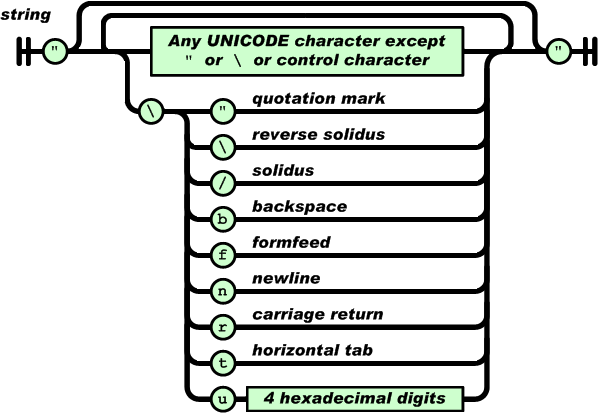 string
"
Any UNICODE character except
" or \ or control character
"
\
" quotation mark
\ reverse solidus
/ solidus
b backspace
f formfeed
n newline
r carriage return
t horizontal tab
u 4 hexadecimal digits